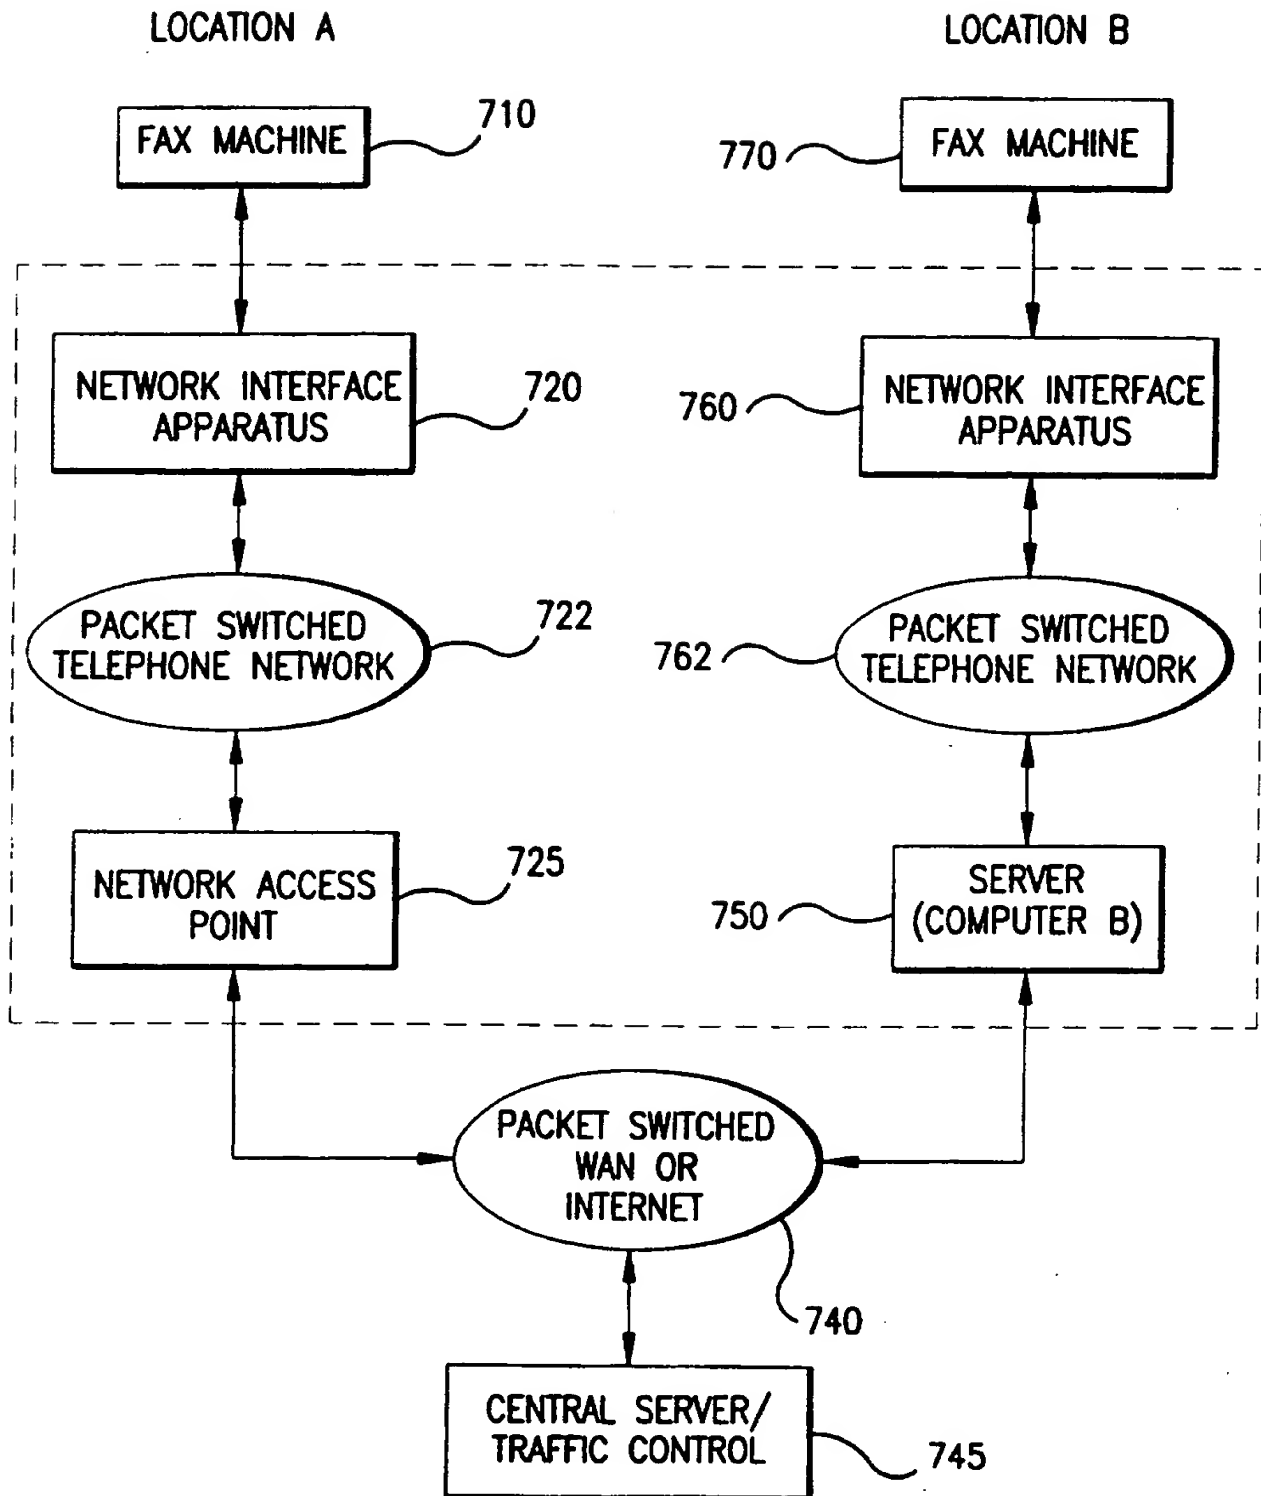 LOCATION A
LOCATION B
FAX MACHINE
710
770
FAX MACHINE
NETWORK INTERFACE
APPARATUS
720
760
NETWORK INTERFACE
APPARATUS
PACKET SWITCHED
TELEPHONE NETWORK
722
762
PACKET SWITCHED
TELEPHONE NETWORK
NETWORK ACCESS
POINT
725
750
SERVER
(COMPUTER B)
PACKET SWITCHED
WAN OR
INTERNET
740
CENTRAL SERVER/
TRAFFIC CONTROL
745